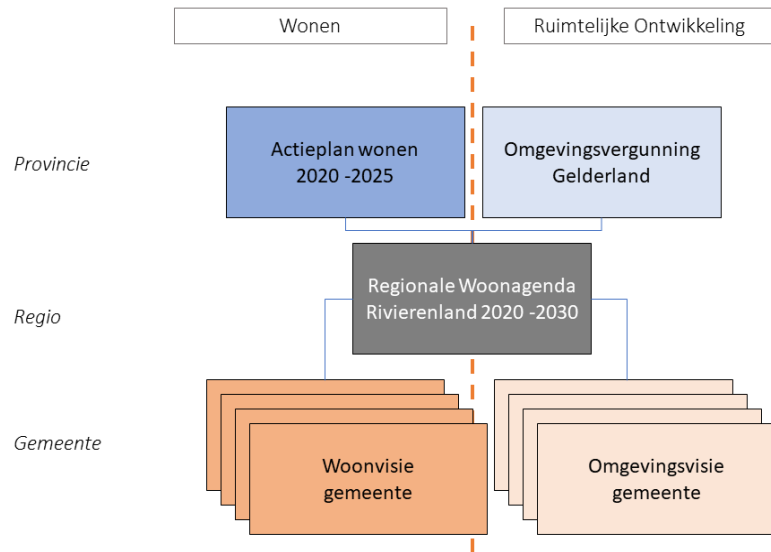 Wonen
Ruimtelijke Ontwikkeling
Provincie
Actieplan wonen
2020 -2025
Omgevingsvergunning
Gelderland
Regio
Regionale Woonagenda
Rivierenland 2020 -2030
Gemeente
Woonvisie
gemeente
Omgevingsvisie
gemeente